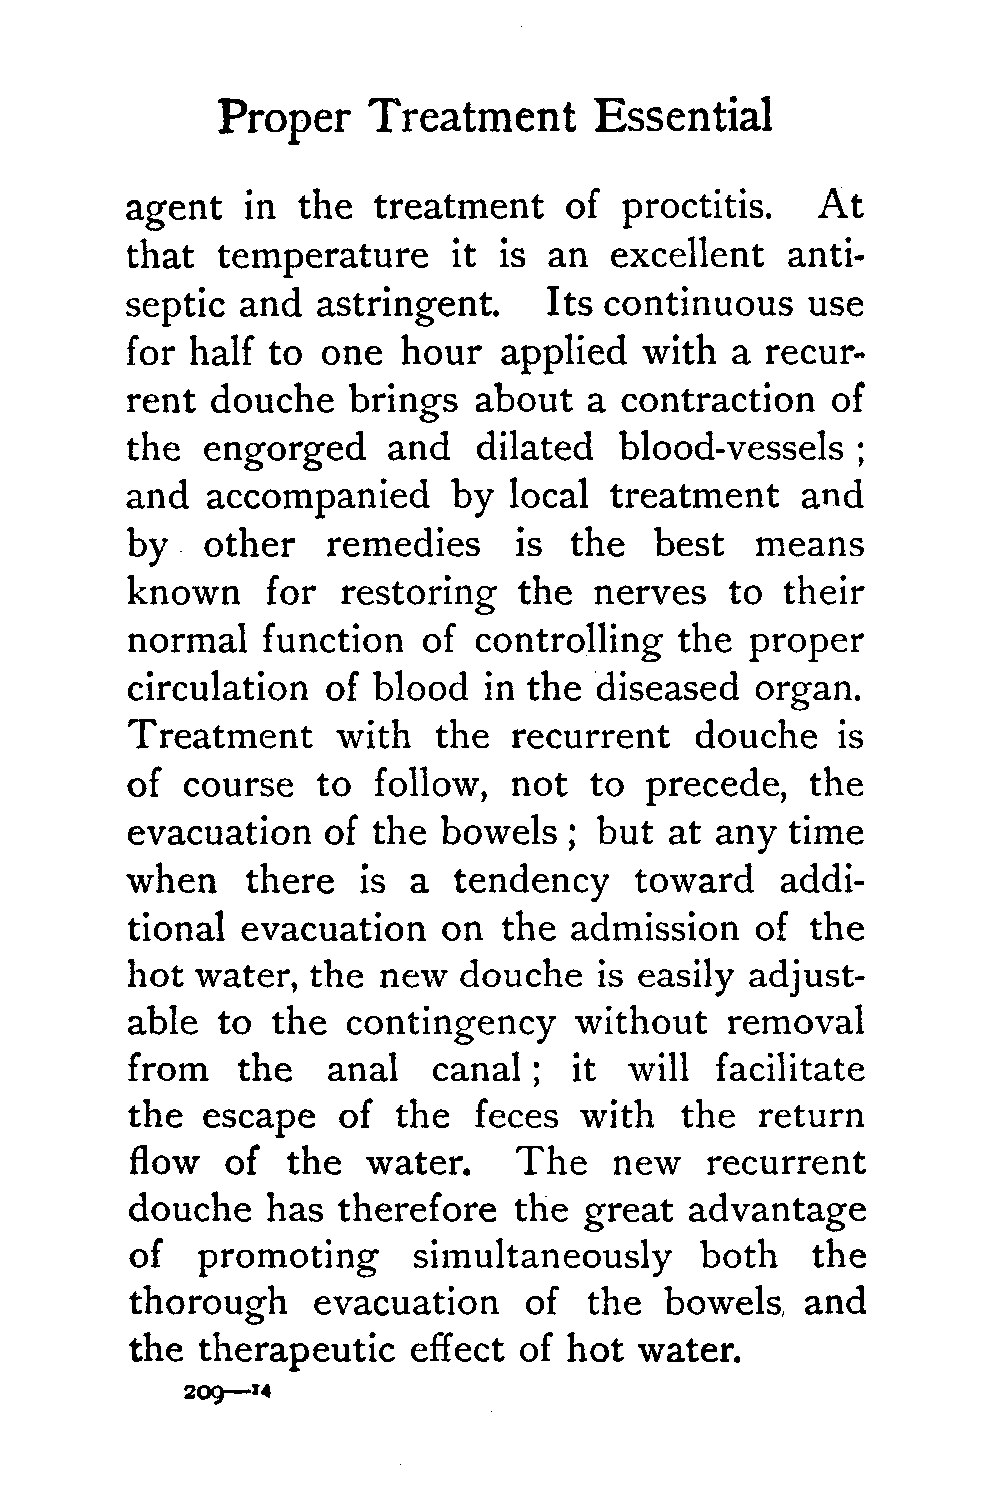 Proper Treatment Essential
agent in the treatment of proctitis. At
that temperature it is an excellent anti-
septic and astringent. Its continuous use
for half to one hour applied with a recur-
rent douche brings about a contraction of
the engorged and dilated blood-vessels ;
and accompanied by local treatment and
by other remedies is the best means
known for restoring the nerves to their
normal function of controlling the proper
circulation of blood in the diseased organ.
Treatment with the recurrent douche is
of course to follow, not to precede, the
evacuation of the bowels ; but at any time
when there is a tendency toward addi-
tional evacuation on the admission of the
hot water, the new douche is easily adjust-
able to the contingency without removal
from the anal canal ; it will facilitate
the escape of the feces with the return
flow of the water. The new recurrent
douche has therefore the great advantage
of promoting simultaneously both the
thorough evacuation of the bowels, and
the therapeutic effect of hot water.
209—14